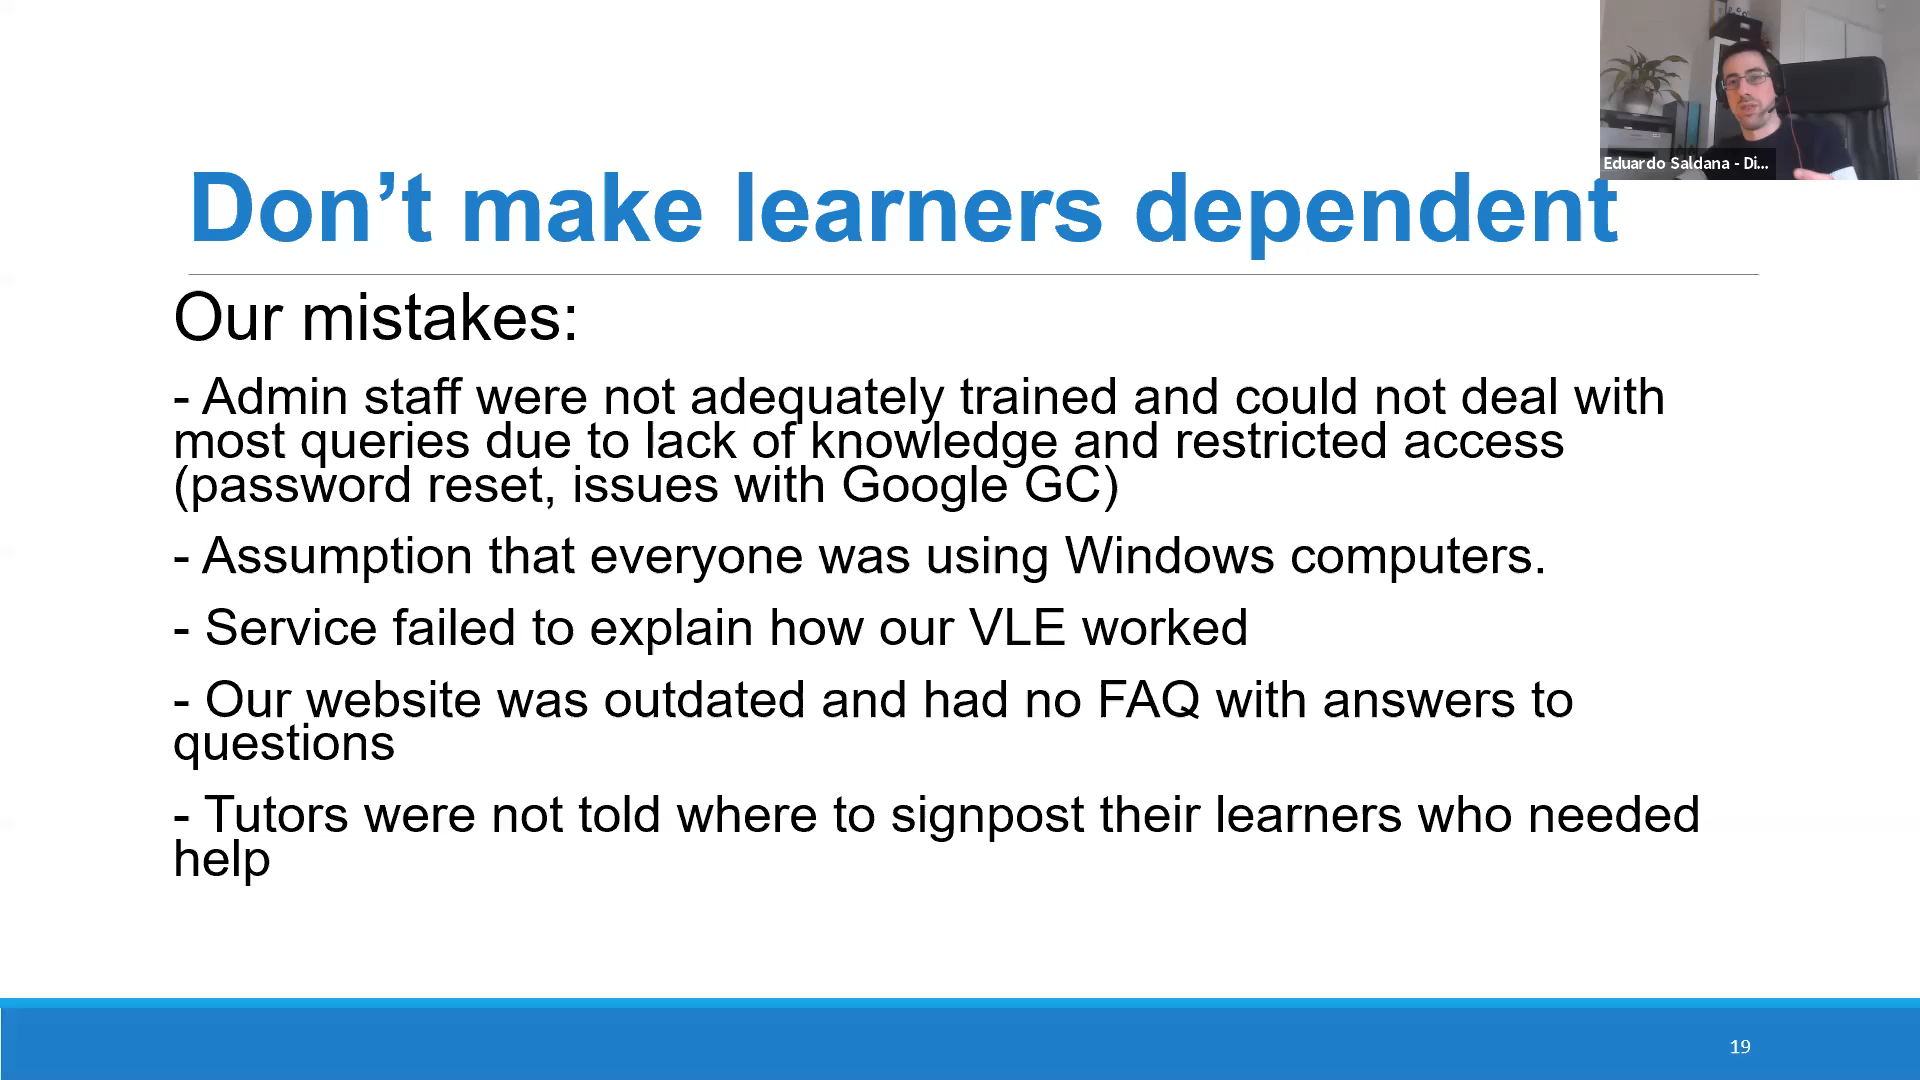 Eduardo Saldana - Di...
Don’t make learners dependent
Our mistakes:
- Admin staff were not adequately trained and could not deal with
most queries due to lack of knowledge and restricted access
(password reset, issues with Google GC)
- Assumption that everyone was using Windows computers.
- Service failed to explain how our VLE worked
- Our website was outdated and had no FAQ with answers to
questions
- Tutors were not told where to signpost their learners who needed
help
19